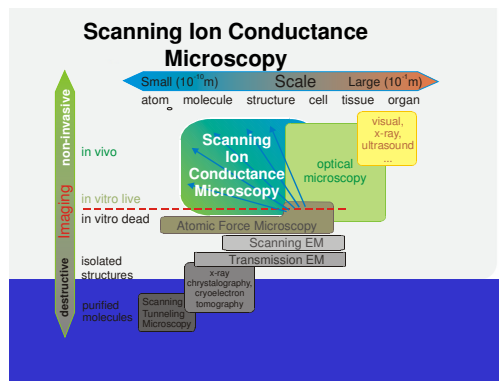 Scanning Ion Conductance
Microscopy
Small (10⁻¹⁰m) Scale Large (10⁻¹m)
atom molecule structure cell tissue organ
non-invasive
Imaging
destructive
in vivo
in vitro live
in vitro dead
isolated
structures
purified
molecules
Scanning
Ion
Conductance
Microscopy
optical
microscopy
visual,
x-ray,
ultrasound
...
Atomic Force Microscopy
Scanning EM
Transmission EM
x-ray
chrystalography,
cryoelectron
tomography
Scanning
Tunneling
Microscopy